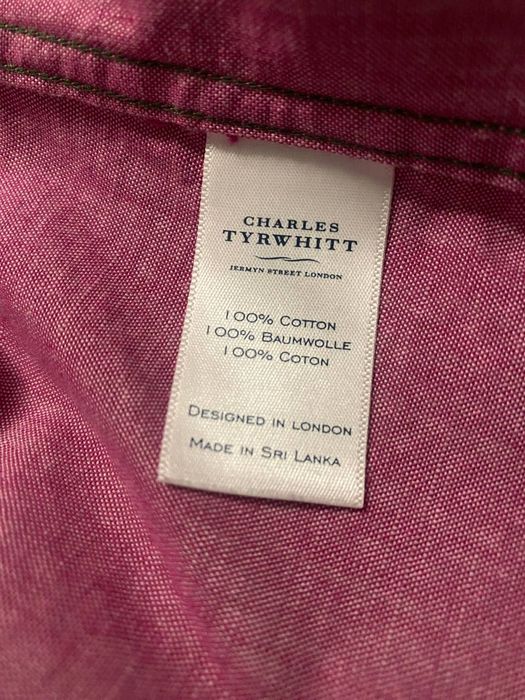 CHARLES
TYRWHITT
JERMYN STREET LONDON
100% COTTON
100% BAUMWOLLE
100% COTON
DESIGNED IN LONDON
MADE IN SRI LANKA